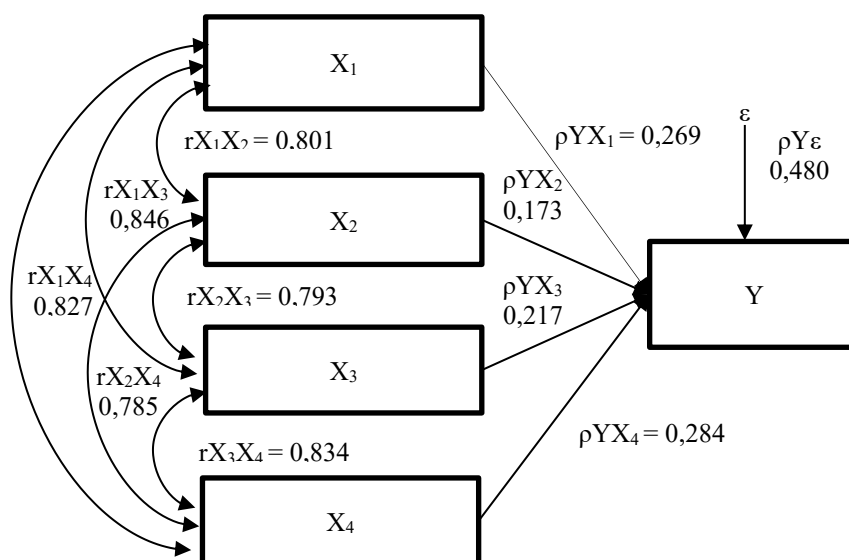 X₁
ε
rX₁X₂ = 0,801
ρYX₁ = 0,269
ρYε
0,480
rX₁X₃
0,846
ρYX₂
0,173
X₂
rX₁X₄
0,827
rX₂X₃ = 0,793
ρYX₃
0,217
Y
rX₂X₄
0,785
X₃
rX₃X₄ = 0,834
ρYX₄ = 0,284
X₄